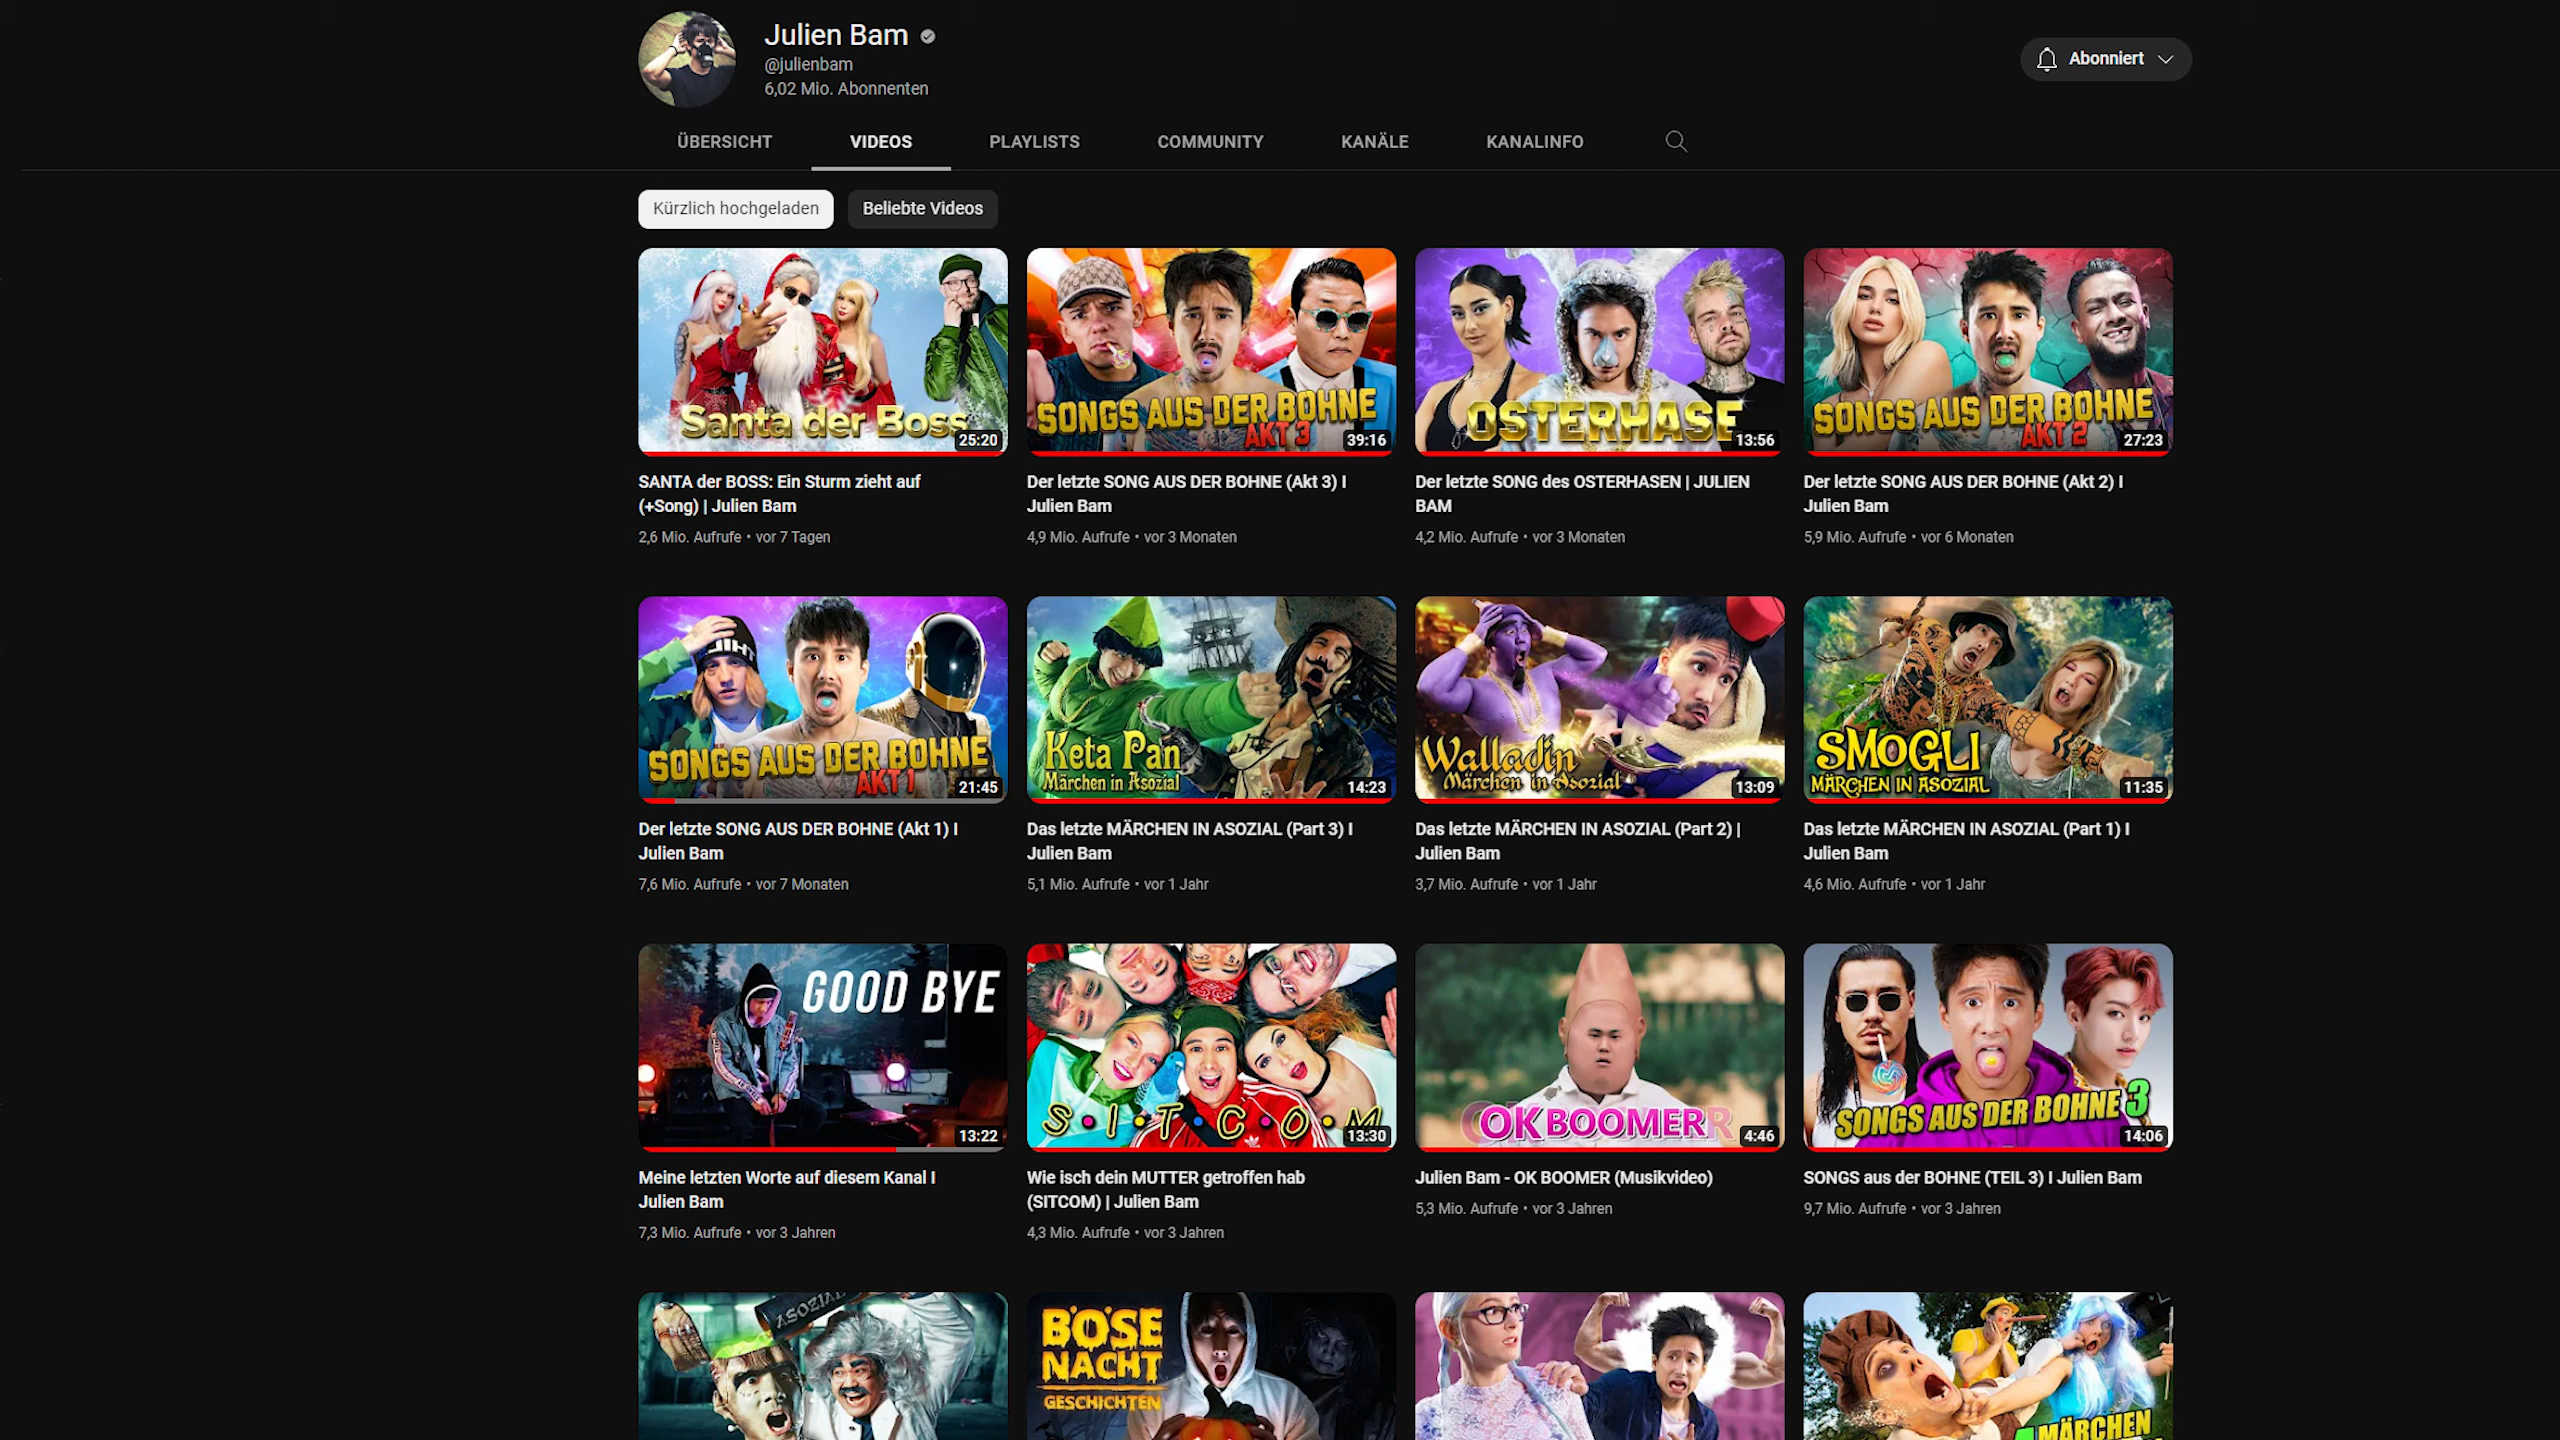 Julien Bam
@julienbam
6,02 Mio. Abonnenten
Abonniert
ÜBERSICHT
VIDEOS
PLAYLISTS
COMMUNITY
KANÄLE
KANALINFO
Kürzlich hochgeladen
Beliebte Videos
Santa der Boss
25:20
SONGS AUS DER BOHNE
AKT 3
39:16
OSTERHASE
13:56
SONGS AUS DER BOHNE
AKT 2
27:23
SANTA der BOSS: Ein Sturm zieht auf
(+Song) | Julien Bam
2,6 Mio. Aufrufe • vor 7 Tagen
Der letzte SONG AUS DER BOHNE (Akt 3) I
Julien Bam
4,9 Mio. Aufrufe • vor 3 Monaten
Der letzte SONG des OSTERHASEN | JULIEN
BAM
4,2 Mio. Aufrufe • vor 3 Monaten
Der letzte SONG AUS DER BOHNE (Akt 2) I
Julien Bam
5,9 Mio. Aufrufe • vor 6 Monaten
SONGS AUS DER BOHNE
AKT 1
21:45
Keta Pan
Märchen in Asozial
14:23
Walladin
Märchen in Asozial
13:09
SMOGLI
MÄRCHEN IN ASOZIAL
11:35
Der letzte SONG AUS DER BOHNE (Akt 1) I
Julien Bam
7,6 Mio. Aufrufe • vor 7 Monaten
Das letzte MÄRCHEN IN ASOZIAL (Part 3) I
Julien Bam
5,1 Mio. Aufrufe • vor 1 Jahr
Das letzte MÄRCHEN IN ASOZIAL (Part 2) |
Julien Bam
3,7 Mio. Aufrufe • vor 1 Jahr
Das letzte MÄRCHEN IN ASOZIAL (Part 1) I
Julien Bam
4,6 Mio. Aufrufe • vor 1 Jahr
GOOD BYE
13:22
S•I•T•C•O•M
13:30
OK BOOMER
4:46
SONGS AUS DER BOHNE 3
14:06
Meine letzten Worte auf diesem Kanal I
Julien Bam
7,3 Mio. Aufrufe • vor 3 Jahren
Wie isch dein MUTTER getroffen hab
(SITCOM) | Julien Bam
4,3 Mio. Aufrufe • vor 3 Jahren
Julien Bam - OK BOOMER (Musikvideo)
5,3 Mio. Aufrufe • vor 3 Jahren
SONGS aus der BOHNE (TEIL 3) I Julien Bam
9,7 Mio. Aufrufe • vor 3 Jahren
ASOZIAL
BÖSE
NACHT
GESCHICHTEN
MÄRCHEN